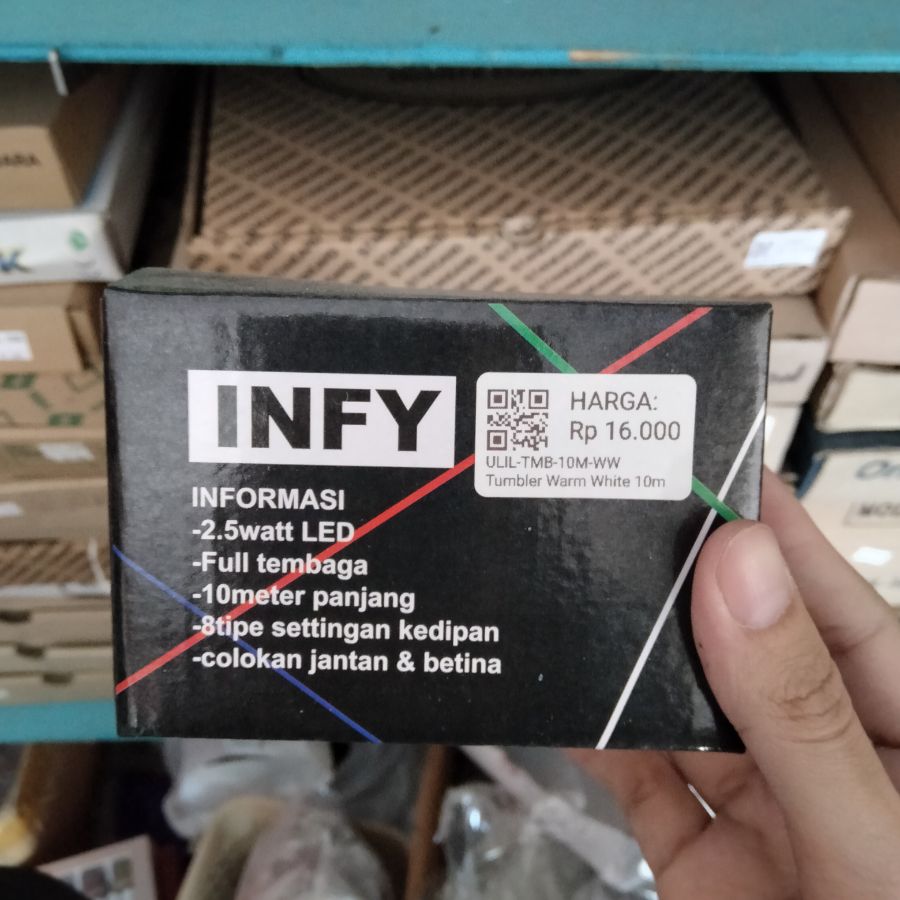 INFY
HARGA:
Rp 16.000
ULIL-TMB-10M-WW
Tumbler Warm White 10m
INFORMASI
-2.5watt LED
-Full tembaga
-10meter panjang
-8tipe settingan kedipan
-colokan jantan & betina